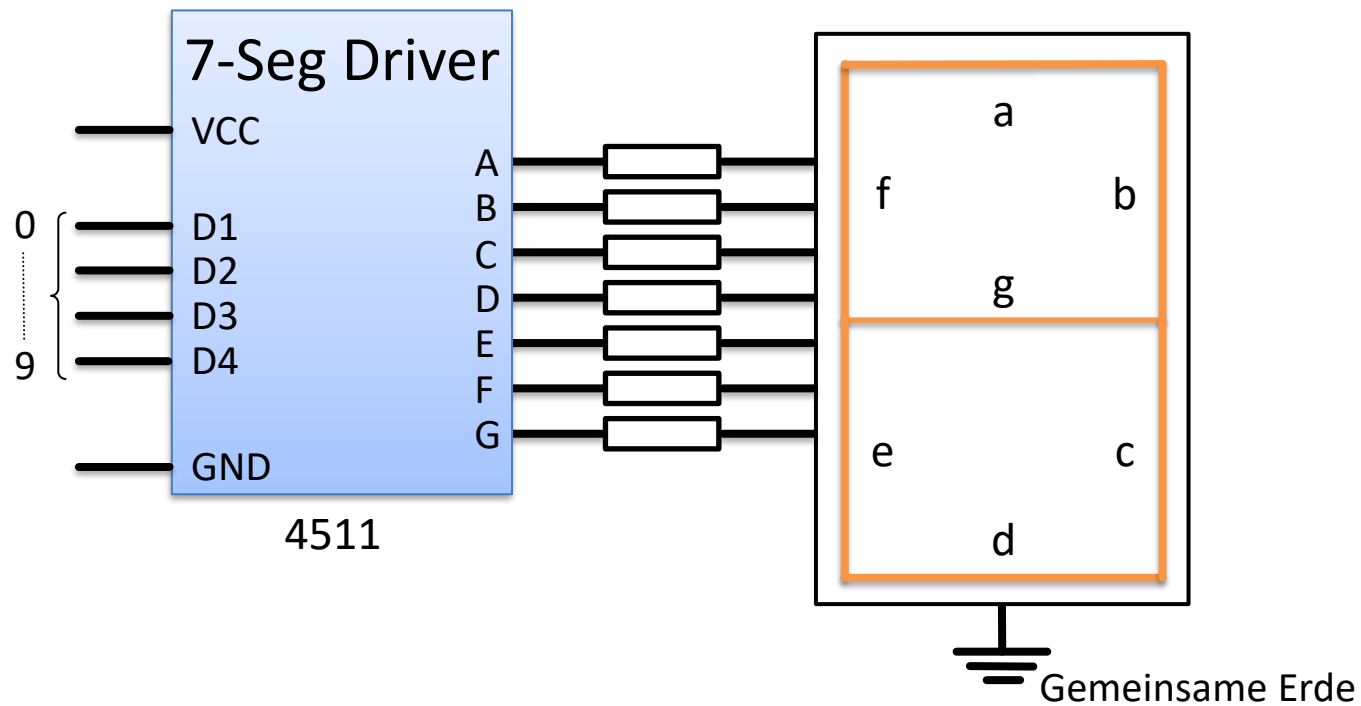 7-Seg Driver
VCC
0
9
D1
D2
D3
D4
GND
A
B
C
D
E
F
G
4511
a
f
b
g
e
c
d
Gemeinsame Erde